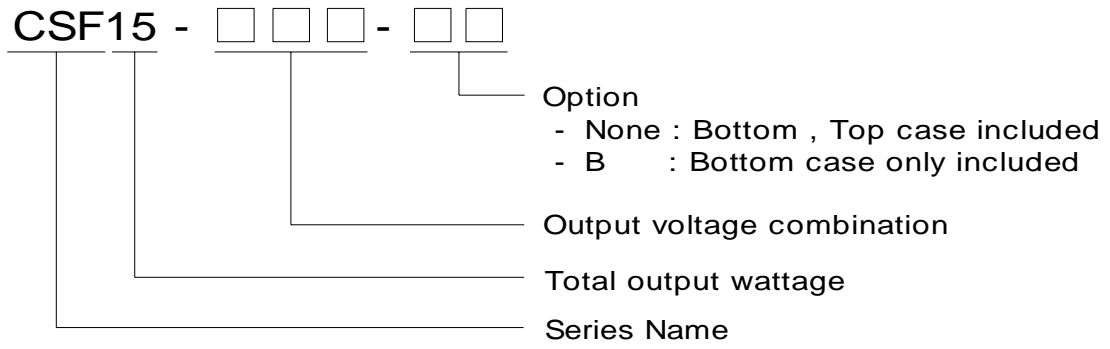 CSF15 - □ □ □ - □ □
Option
- None : Bottom , Top case included
- B : Bottom case only included
Output voltage combination
Total output wattage
Series Name